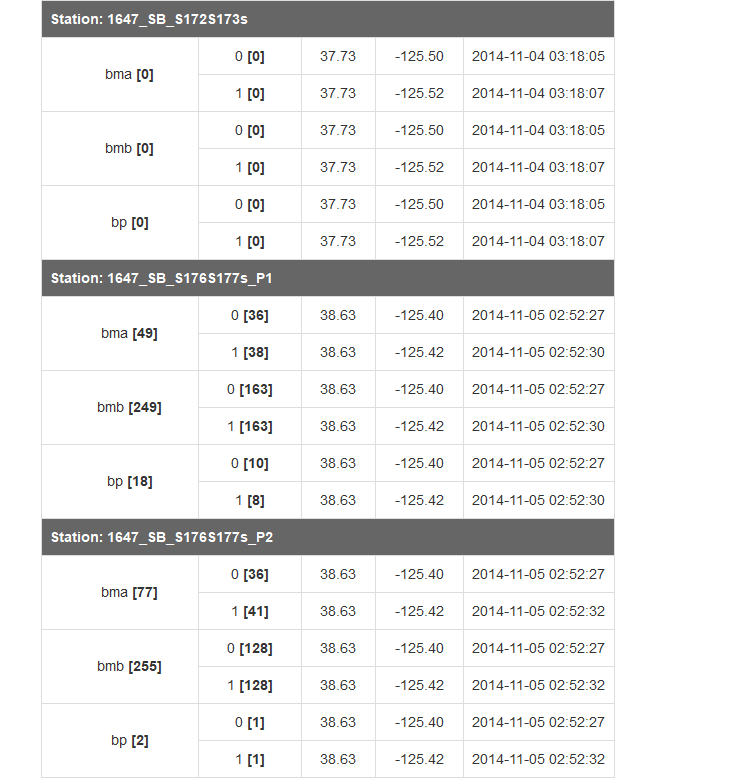 Station: 1647_SB_S172S173s
bma [0]
0 [0] 37.73 -125.50 2014-11-04 03:18:05
1 [0] 37.73 -125.52 2014-11-04 03:18:07
bmb [0]
0 [0] 37.73 -125.50 2014-11-04 03:18:05
1 [0] 37.73 -125.52 2014-11-04 03:18:07
bp [0]
0 [0] 37.73 -125.50 2014-11-04 03:18:05
1 [0] 37.73 -125.52 2014-11-04 03:18:07
Station: 1647_SB_S176S177s_P1
bma [49]
0 [36] 38.63 -125.40 2014-11-05 02:52:27
1 [38] 38.63 -125.42 2014-11-05 02:52:30
bmb [249]
0 [163] 38.63 -125.40 2014-11-05 02:52:27
1 [163] 38.63 -125.42 2014-11-05 02:52:30
bp [18]
0 [10] 38.63 -125.40 2014-11-05 02:52:27
1 [8] 38.63 -125.42 2014-11-05 02:52:30
Station: 1647_SB_S176S177s_P2
bma [77]
0 [36] 38.63 -125.40 2014-11-05 02:52:27
1 [41] 38.63 -125.42 2014-11-05 02:52:32
bmb [255]
0 [128] 38.63 -125.40 2014-11-05 02:52:27
1 [128] 38.63 -125.42 2014-11-05 02:52:32
bp [2]
0 [1] 38.63 -125.40 2014-11-05 02:52:27
1 [1] 38.63 -125.42 2014-11-05 02:52:32